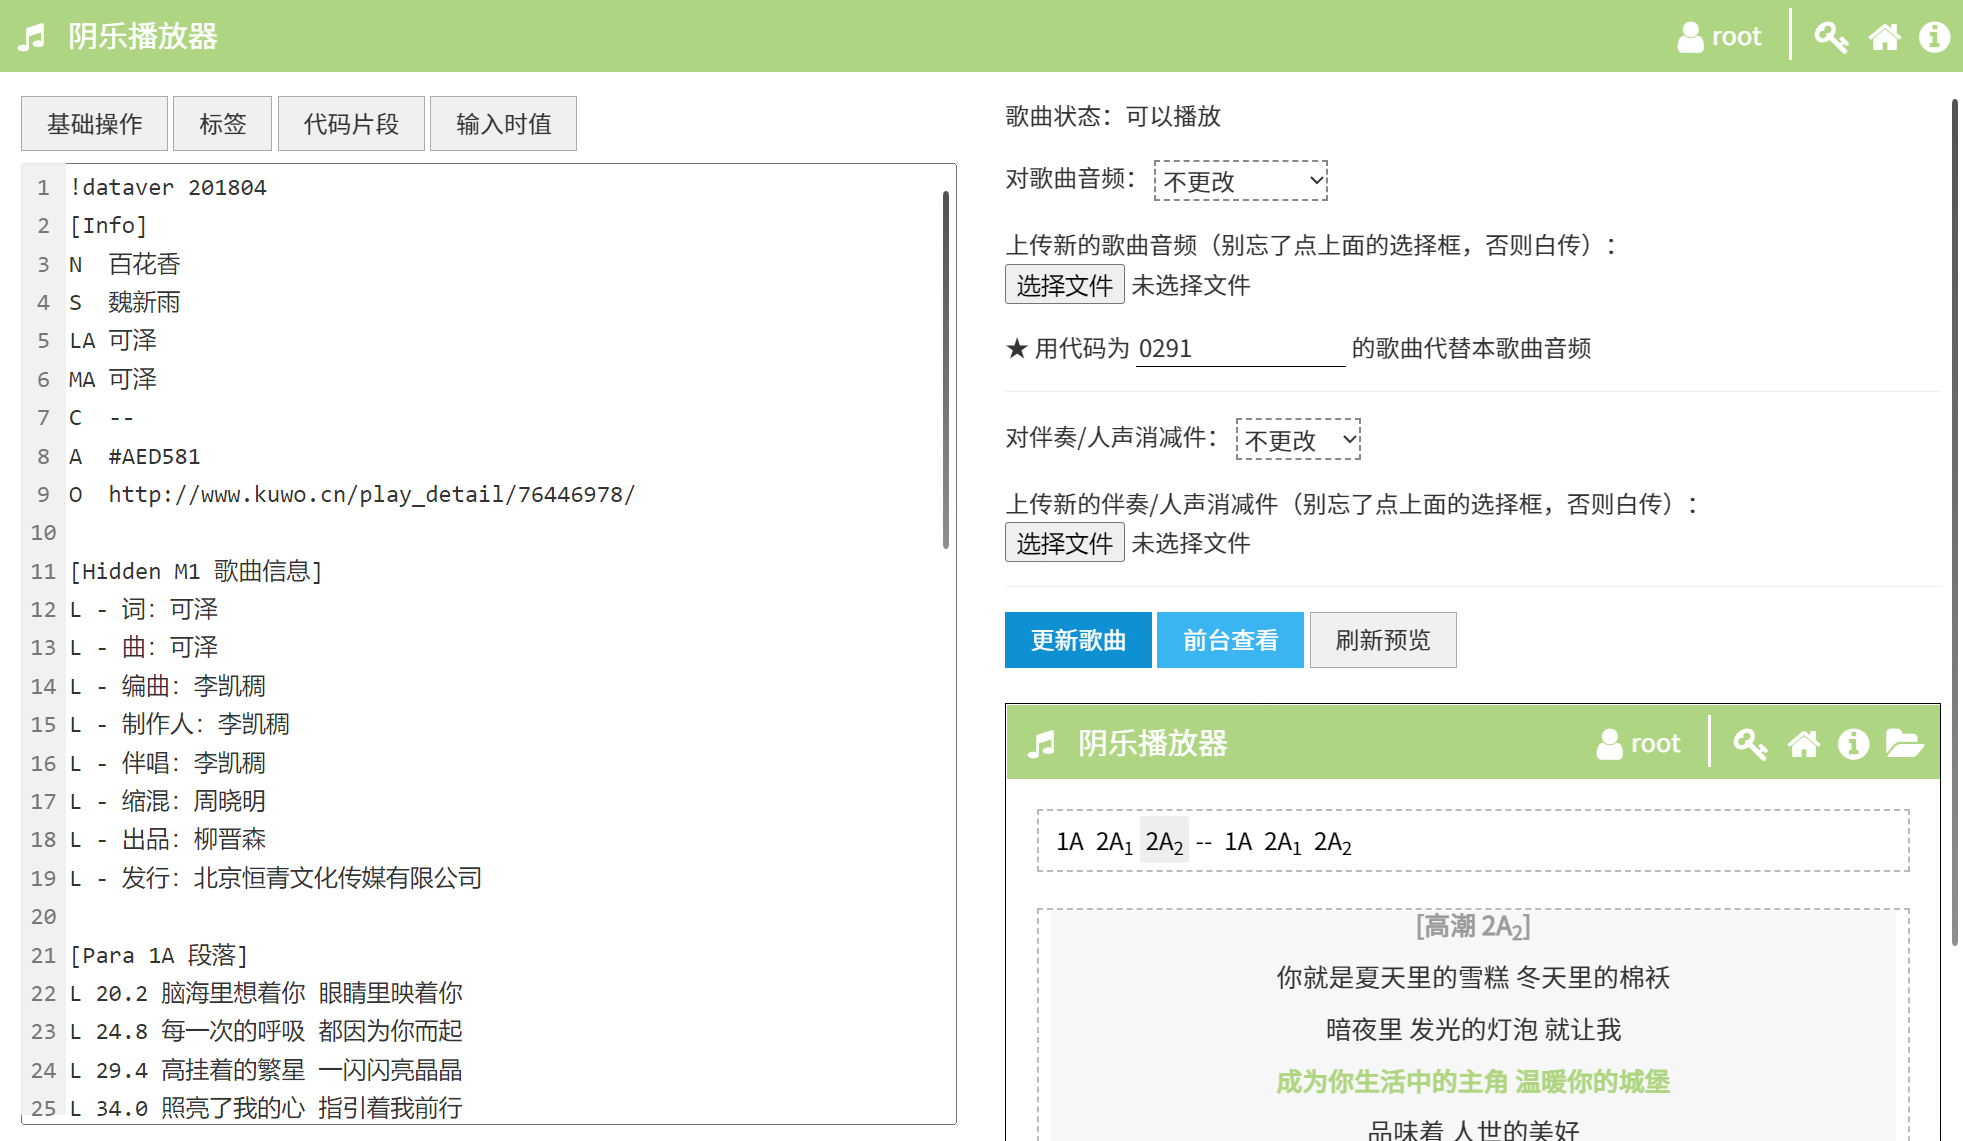 阴乐播放器
root
基础操作 标签 代码片段 输入时值
1 !dataver 201804
2 [Info]
3 N 百花香
4 S 魏新雨
5 LA 可泽
6 MA 可泽
7 C --
8 A #AED581
9 O http://www.kuwo.cn/play_detail/76446978/
10
11 [Hidden M1 歌曲信息]
12 L - 词：可泽
13 L - 曲：可泽
14 L - 编曲：李凯稠
15 L - 制作人：李凯稠
16 L - 伴唱：李凯稠
17 L - 缩混：周晓明
18 L - 出品：柳晋森
19 L - 发行：北京恒青文化传媒有限公司
20
21 [Para 1A 段落]
22 L 20.2 脑海里想着你 眼睛里映着你
23 L 24.8 每一次的呼吸 都因为你而起
24 L 29.4 高挂着的繁星 一闪闪亮晶晶
25 L 34.0 照亮了我的心 指引着我前行
歌曲状态：可以播放
对歌曲音频： 不更改
上传新的歌曲音频（别忘了点上面的选择框，否则白传）：
选择文件 未选择文件
★ 用代码为 0291 的歌曲代替本歌曲音频
对伴奏/人声消减件： 不更改
上传新的伴奏/人声消减件（别忘了点上面的选择框，否则白传）：
选择文件 未选择文件
更新歌曲 前台查看 刷新预览
阴乐播放器
root
1A 2A1 2A2 -- 1A 2A1 2A2
[高潮 2A2]
你就是夏天里的雪糕 冬天里的棉袄
暗夜里 发光的灯泡 就让我
成为你生活中的主角 温暖你的城堡
品味着 人世的美好